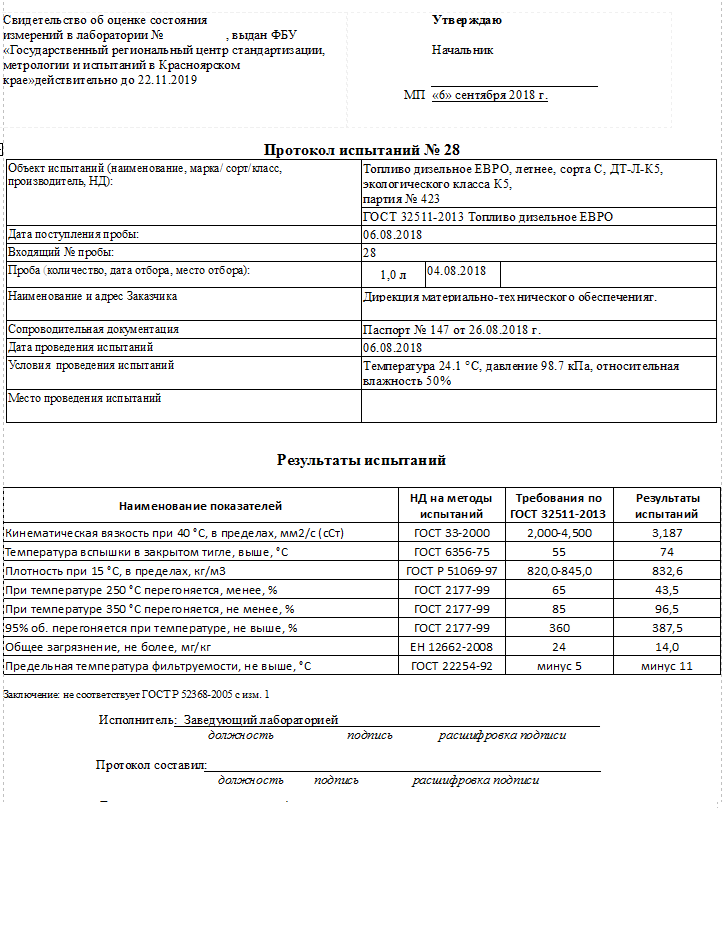 Свидетельство об оценке состояния
измерений в лаборатории № , выдан ФБУ
«Государственный региональный центр стандартизации,
метрологии и испытаний в Красноярском
крае»действительно до 22.11.2019
Утверждаю
Начальник
МП «6» сентября 2018 г.
Протокол испытаний № 28
Объект испытаний (наименование, марка/ сорт/класс,
производитель, НД):
Топливо дизельное ЕВРО, летнее, сорта С, ДТ-Л-К5,
экологического класса К5,
партия № 423
ГОСТ 32511-2013 Топливо дизельное ЕВРО
Дата поступления пробы: 06.08.2018
Входящий № пробы: 28
Проба (количество, дата отбора, место отбора): 1,0 л 04.08.2018
Наименование и адрес Заказчика Дирекция материально-технического обеспеченияг.
Сопроводительная документация Паспорт № 147 от 26.08.2018 г.
Дата проведения испытаний 06.08.2018
Условия проведения испытаний Температура 24.1 °С, давление 98.7 кПа, относительная
влажность 50%
Место проведения испытаний
Результаты испытаний
Наименование показателей НД на методы испытаний Требования по ГОСТ 32511-2013 Результаты испытаний
Кинематическая вязкость при 40 °С, в пределах, мм2/с (сСт) ГОСТ 33-2000 2,000-4,500 3,187
Температура вспышки в закрытом тигле, выше, °С ГОСТ 6356-75 55 74
Плотность при 15 °С, в пределах, кг/м3 ГОСТ Р 51069-97 820,0-845,0 832,6
При температуре 250 °С перегоняется, менее, % ГОСТ 2177-99 65 43,5
При температуре 350 °С перегоняется, не менее, % ГОСТ 2177-99 85 96,5
95% об. перегоняется при температуре, не выше, % ГОСТ 2177-99 360 387,5
Общее загрязнение, не более, мг/кг ЕН 12662-2008 24 14,0
Предельная температура фильтруемости, не выше, °С ГОСТ 22254-92 минус 5 минус 11
Заключение: не соответствует ГОСТ Р 52368-2005 с изм. 1
Исполнитель: Заведующий лабораторией
должность подпись расшифровка подписи
Протокол составил:
должность подпись расшифровка подписи